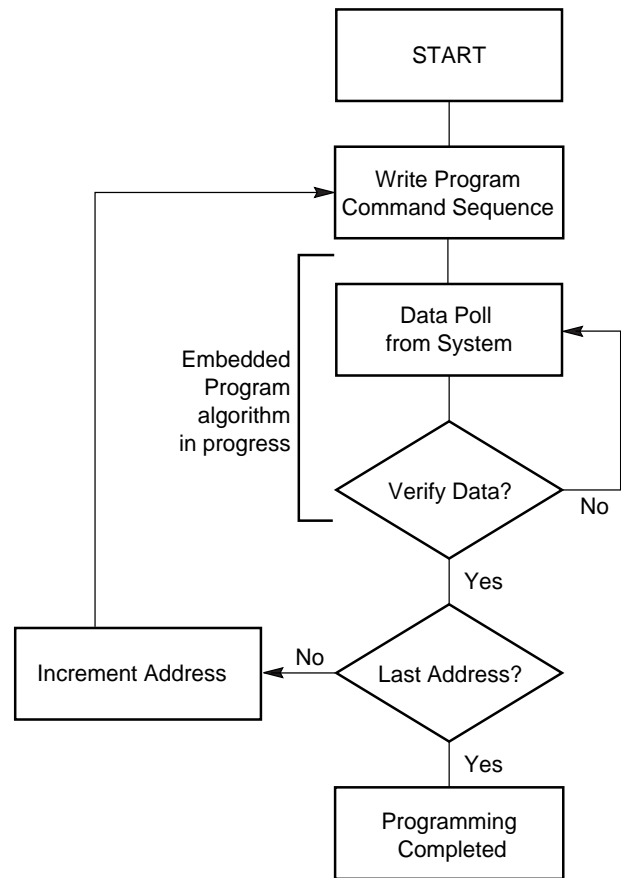 START
Write Program
Command Sequence
Data Poll
from System
Embedded
Program
algorithm
in progress
Verify Data?
No
Yes
Increment Address
No
Last Address?
Yes
Programming
Completed